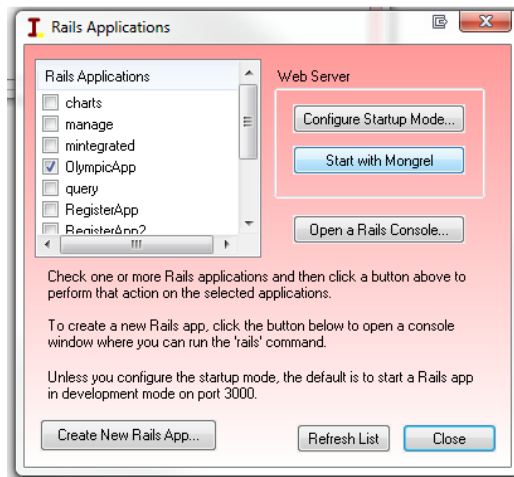 Rails Applications
Rails Applications
charts
manage
mintegrated
OlympicApp
query
RegisterApp
RegisterApp2
Web Server
Configure Startup Mode...
Start with Mongrel
Open a Rails Console...
Check one or more Rails applications and then click a button above to
perform that action on the selected applications.
To create a new Rails app, click the button below to open a console
window where you can run the 'rails' command.
Unless you configure the startup mode, the default is to start a Rails app
in development mode on port 3000.
Create New Rails App...
Refresh List
Close